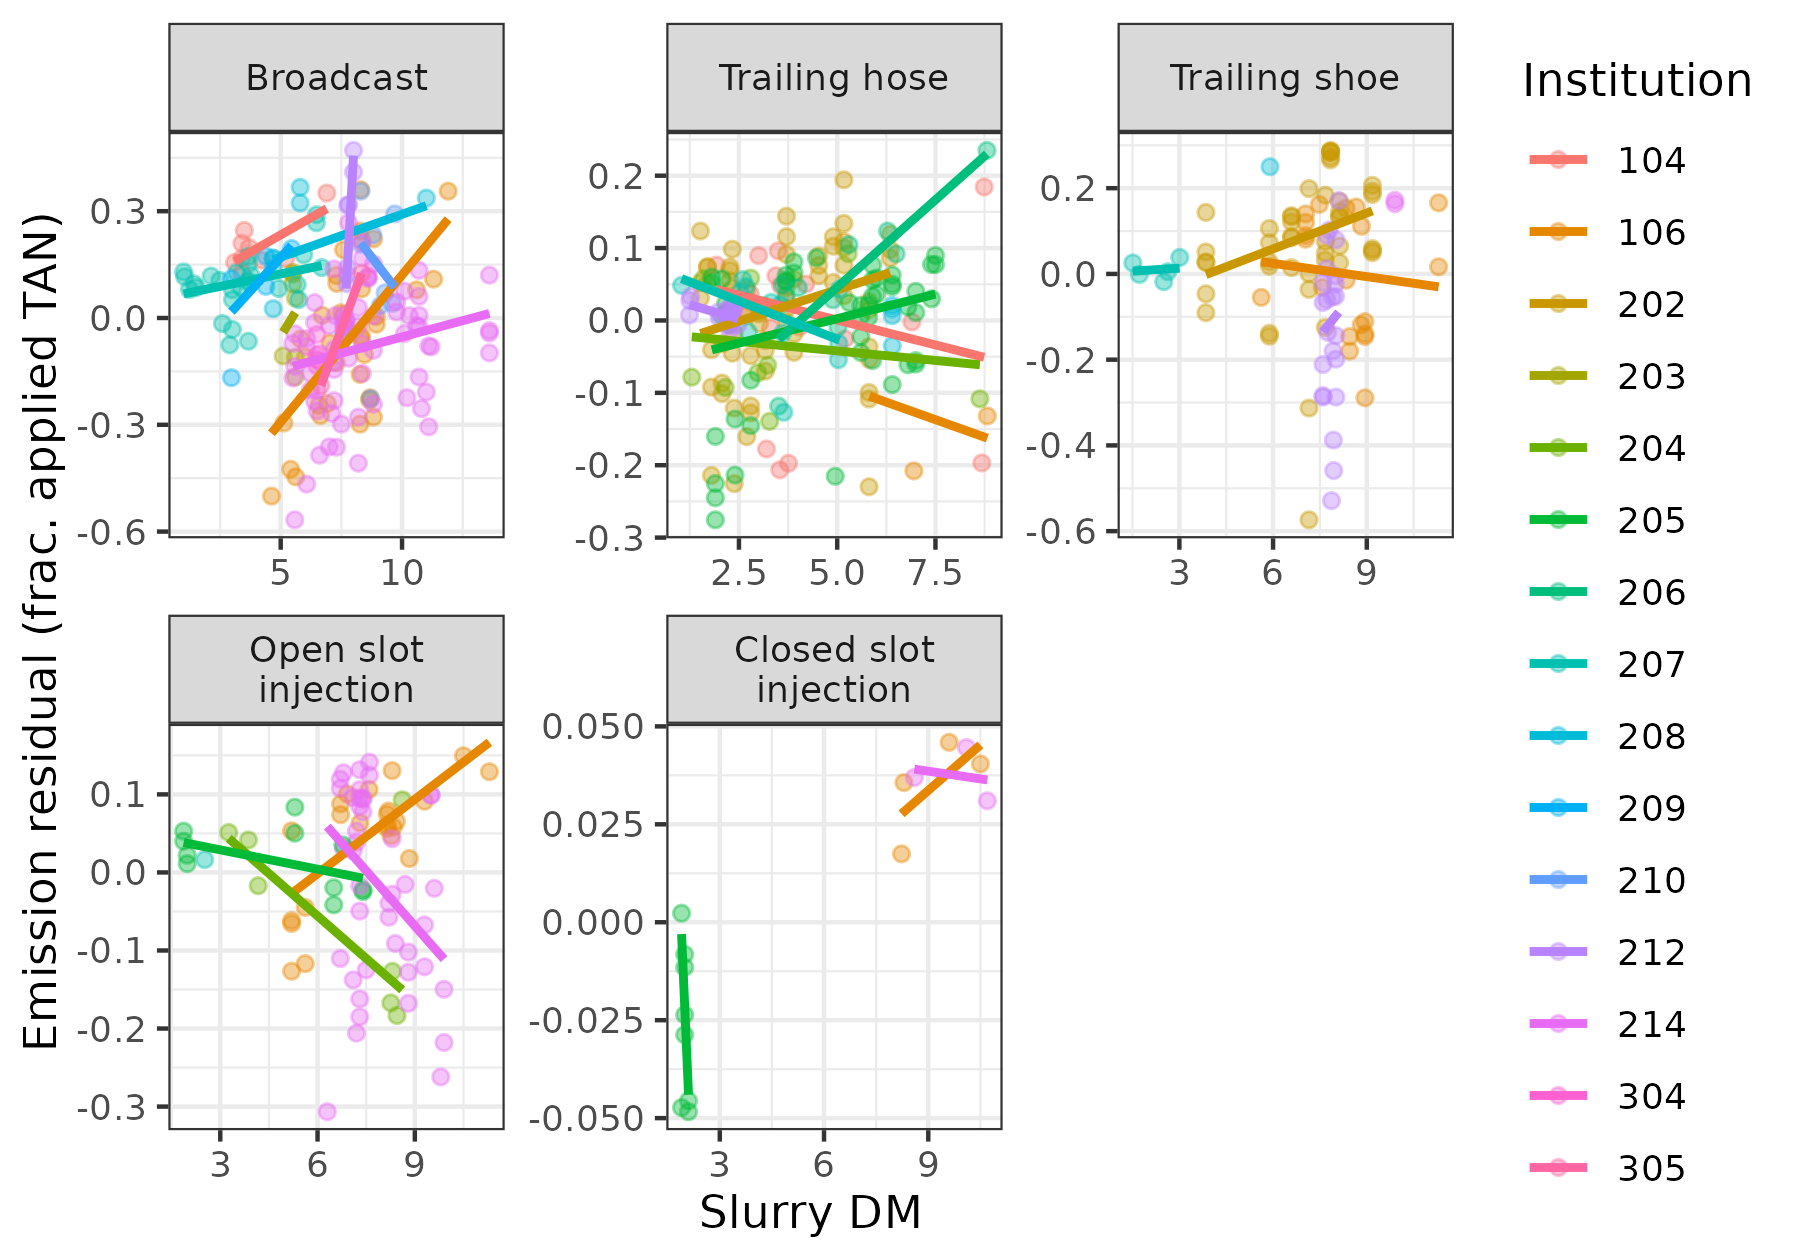 Broadcast
Trailing hose
Trailing shoe
Institution
104
106
202
203
204
205
206
207
208
209
210
212
214
304
305
Emission residual (frac. applied TAN)
0.3
0.0
-0.3
-0.6
5 10
0.2
0.1
0.0
-0.1
-0.2
-0.3
2.5 5.0 7.5
0.2
0.0
-0.2
-0.4
-0.6
3 6 9
Open slot
injection
Closed slot
injection
0.1
0.0
-0.1
-0.2
-0.3
3 6 9
0.050
0.025
0.000
-0.025
-0.050
3 6 9
Slurry DM